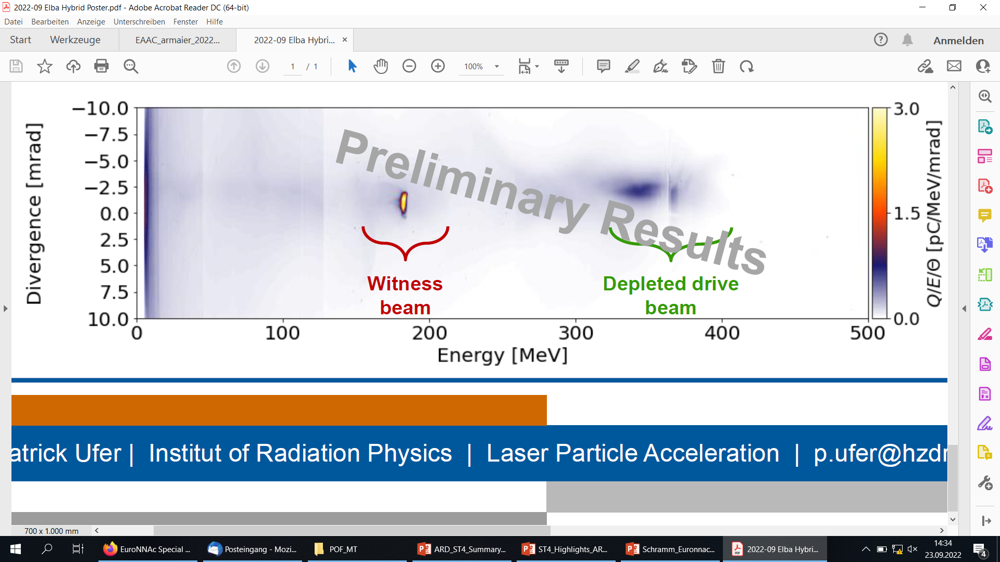 2022-09 Elba Hybrid Poster.pdf - Adobe Acrobat Reader DC (64-bit)
Datei Bearbeiten Anzeige Unterschreiben Fenster Hilfe
Start Werkzeuge EAAC_armaier_2022... 2022-09 Elba Hybri... × ? Anmelden
1 / 1 100%
−10.0
−7.5
−5.0
−2.5
0.0
2.5
5.0
7.5
10.0
Divergence [mrad]
Preliminary Results
Witness
beam
Depleted drive
beam
3.0
1.5
0.0
Q/E/Θ [pC/MeV/mrad]
0 100 200 300 400 500
Energy [MeV]
atrick Ufer | Institut of Radiation Physics | Laser Particle Acceleration | p.ufer@hzdr
700 x 1.000 mm
EuroNNAc Special ... Posteingang - Mozi... POF_MT ARD_ST4_Summary... ST4_Highlights_AR... Schramm_Euronnac... 2022-09 Elba Hybri...
14:34
23.09.2022
4